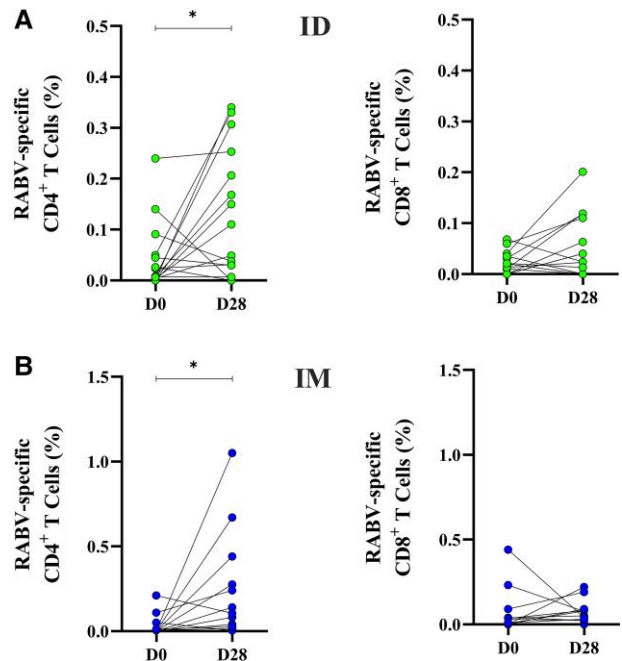 A
ID
*
RABV-specific
CD4+ T Cells (%)
0.5
0.4
0.3
0.2
0.1
0.0
D0 D28
RABV-specific
CD8+ T Cells (%)
0.5
0.4
0.3
0.2
0.1
0.0
D0 D28
B
IM
*
RABV-specific
CD4+ T Cells (%)
1.5
1.0
0.5
0.0
D0 D28
RABV-specific
CD8+ T Cells (%)
1.5
1.0
0.5
0.0
D0 D28